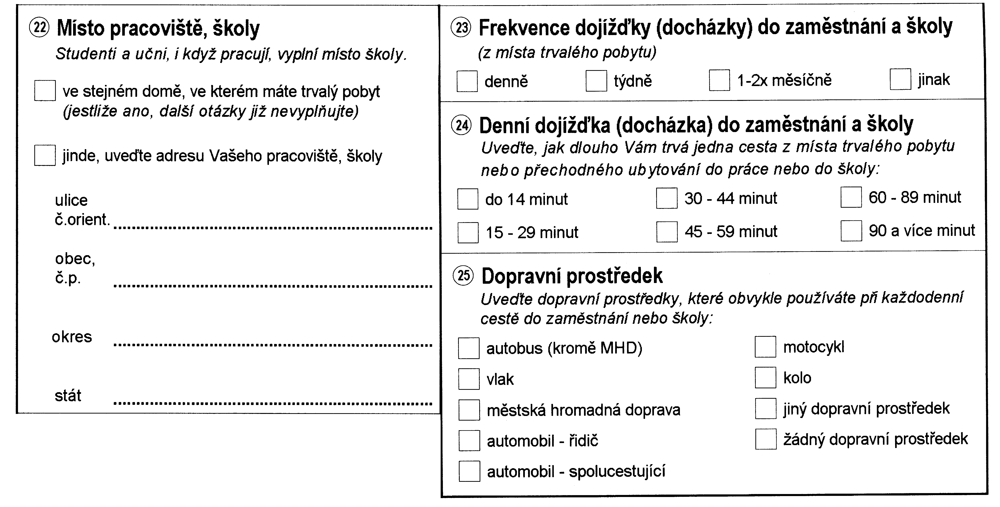 22 Místo pracoviště, školy
Studenti a učni, i když pracují, vyplní místo školy.
ve stejném domě, ve kterém máte trvalý pobyt
(jestliže ano, další otázky již nevyplňujte)
jinde, uveďte adresu Vašeho pracoviště, školy
ulice
č.orient.
obec,
č.p.
okres
stát
23 Frekvence dojížďky (docházky) do zaměstnání a školy
(z místa trvalého pobytu)
denně týdně 1-2x měsíčně jinak
24 Denní dojížďka (docházka) do zaměstnání a školy
Uveďte, jak dlouho Vám trvá jedna cesta z místa trvalého pobytu
nebo přechodného ubytování do práce nebo do školy:
do 14 minut 30 - 44 minut 60 - 89 minut
15 - 29 minut 45 - 59 minut 90 a více minut
25 Dopravní prostředek
Uveďte dopravní prostředky, které obvykle používáte při každodenní
cestě do zaměstnání nebo školy:
autobus (kromě MHD) motocykl
vlak kolo
městská hromadná doprava jiný dopravní prostředek
automobil - řidič žádný dopravní prostředek
automobil - spolucestující